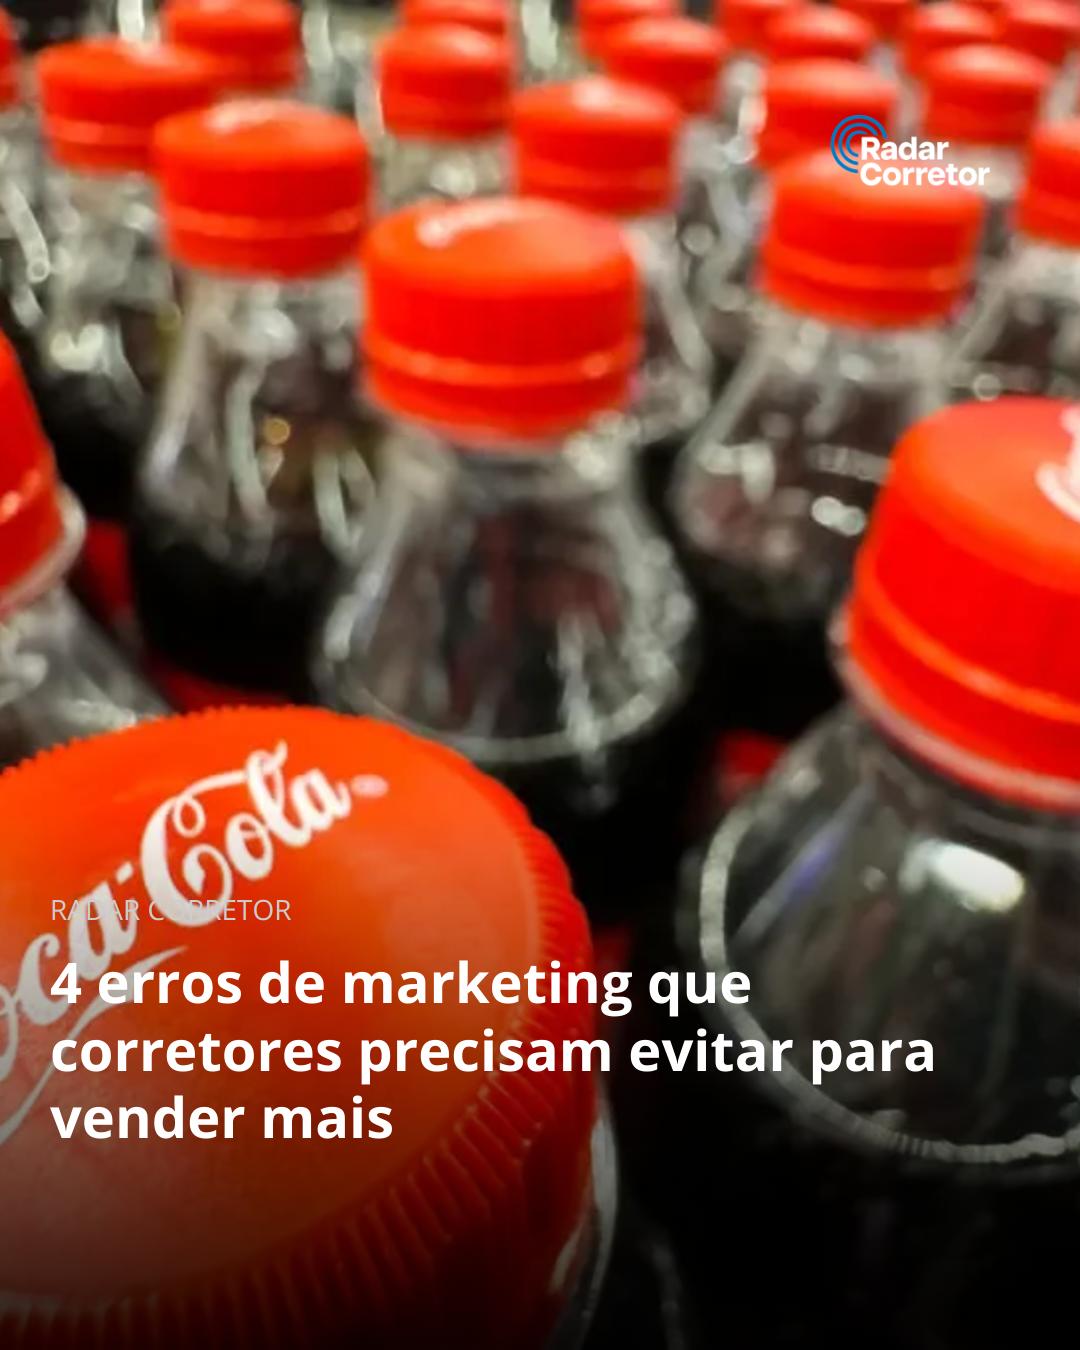 Radar
Corretor
Coca-Cola
RADAR CORRETOR
4 erros de marketing que
corretores precisam evitar para
vender mais